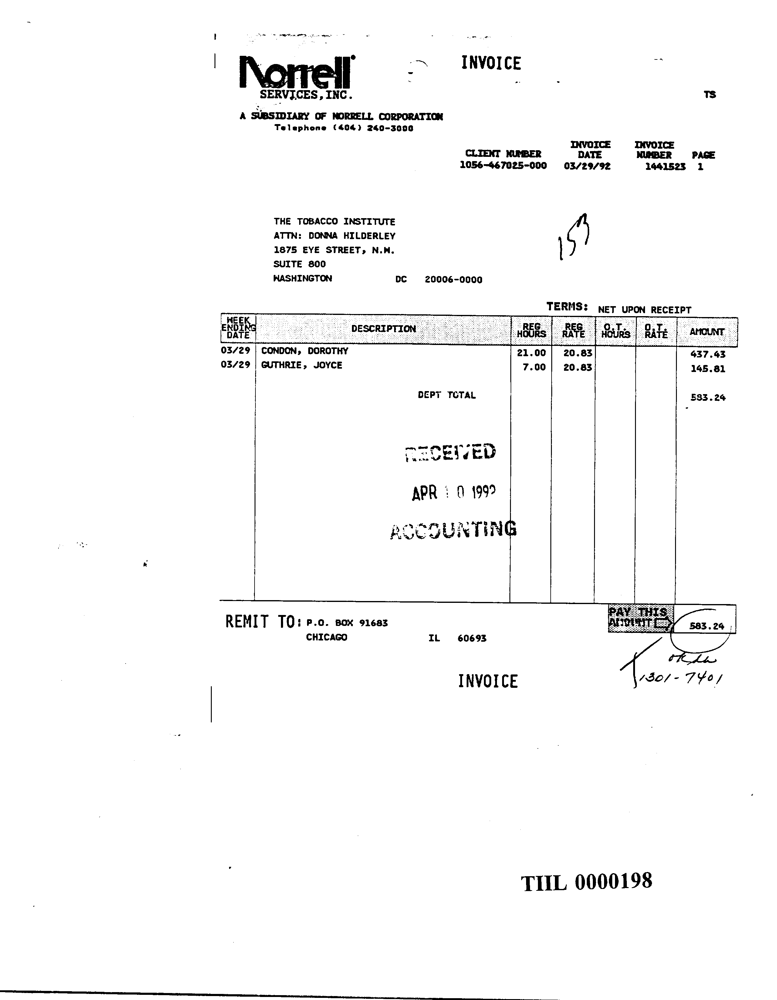 INVOICE
Norrell
SERVICES, INC.
TS
A SUBSIDIARY OF NORRELL CORPORATION
Telephone (404) 240-3000
CLIENT NUMBER INVOICE DATE INVOICE NUMBER PAGE
1056-467025-000 03/29/92 1441523 1
THE TOBACCO INSTITUTE
ATTN: DONNA HILDERLEY
1875 EYE STREET, N.W.
SUITE 800
WASHINGTON DC 20006-0000
153
TERMS: NET UPON RECEIPT
WEEK ENDING DATE DESCRIPTION REG HOURS REG RATE O.T. HOURS O.T. RATE AMOUNT
03/29 CONDON, DOROTHY 21.00 20.83 437.43
03/29 GUTHRIE, JOYCE 7.00 20.83 145.81
DEPT TOTAL 583.24
RECEIVED
APR 10 1992
ACCOUNTING
REMIT TO: P.O. BOX 91683
CHICAGO IL 60693
PAY THIS AMOUNT 583.24
OK
1301-7401
INVOICE
TIIL 0000198